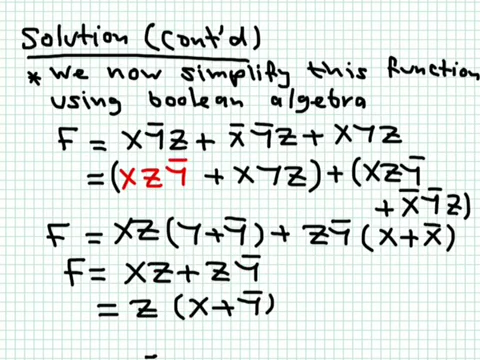 Solution (Cont'd)
* We now simplify this function
using boolean algebra
F = XȲZ + X̄ȲZ + XYZ
= (XZȲ + XYZ) + (XZȲ
+ X̄ȲZ)
F = XZ(Y+Ȳ) + ZȲ(X+X̄)
F = XZ + ZȲ
= Z (X+Ȳ)